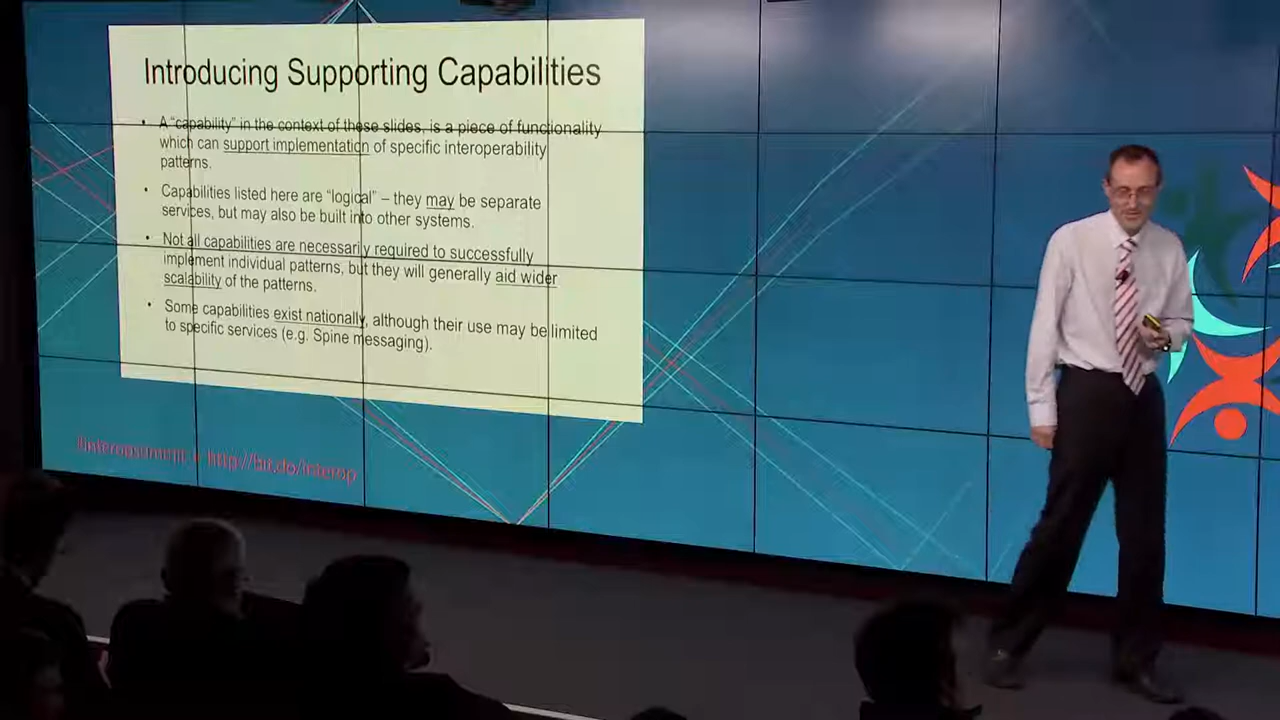 Introducing Supporting Capabilities
• A “capability” in the context of these slides, is a piece of functionality
which can support implementation of specific interoperability
patterns.
• Capabilities listed here are “logical” – they may be separate
services, but may also be built into other systems.
• Not all capabilities are necessarily required to successfully
implement individual patterns, but they will generally aid wider
scalability of the patterns.
• Some capabilities exist nationally, although their use may be limited
to specific services (e.g. Spine messaging).
#interopsummit http://bit.do/interop